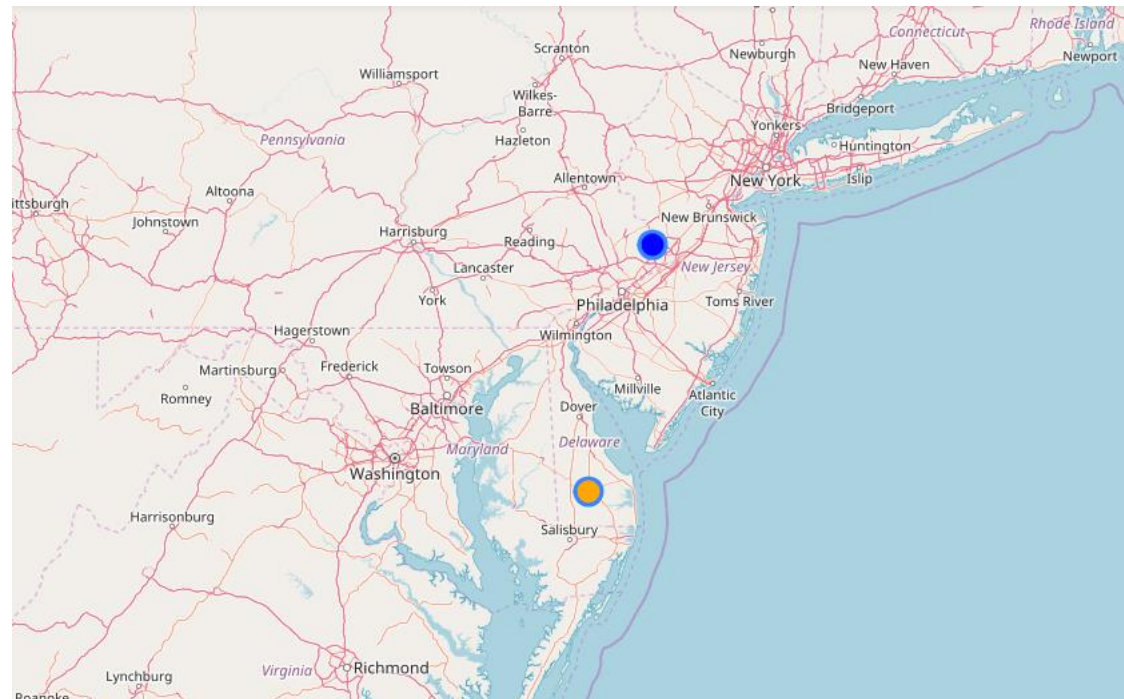 Rhode Island
Connecticut
Scranton
Newburgh
Newport
New Haven
Williamsport
Wilkes-
Barre
Bridgeport
Yonkers
Pennsylvania
Hazleton
Huntington
Allentown
New York
Islip
Altoona
ittsburgh
Johnstown
New Brunswick
Harrisburg
Reading
Lancaster
New Jersey
York
Philadelphia
Toms River
Hagerstown
Wilmington
Martinsburg
Frederick
Towson
Romney
Millville
Atlantic
City
Baltimore
Dover
Maryland
Delaware
Washington
Harrisonburg
Salisbury
Virginia
Richmond
Lynchburg
Roanoke